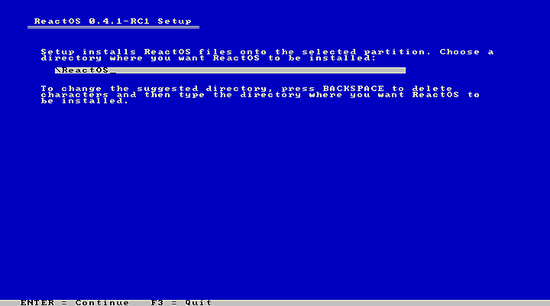 ReactOS 0.4.1-RC1 Setup
Setup installs ReactOS files onto the selected partition. Choose a
directory where you want ReactOS to be installed:
\ReactOS_
To change the suggested directory, press BACKSPACE to delete
characters and then type the directory where you want ReactOS to
be installed.
ENTER = Continue   F3 = Quit